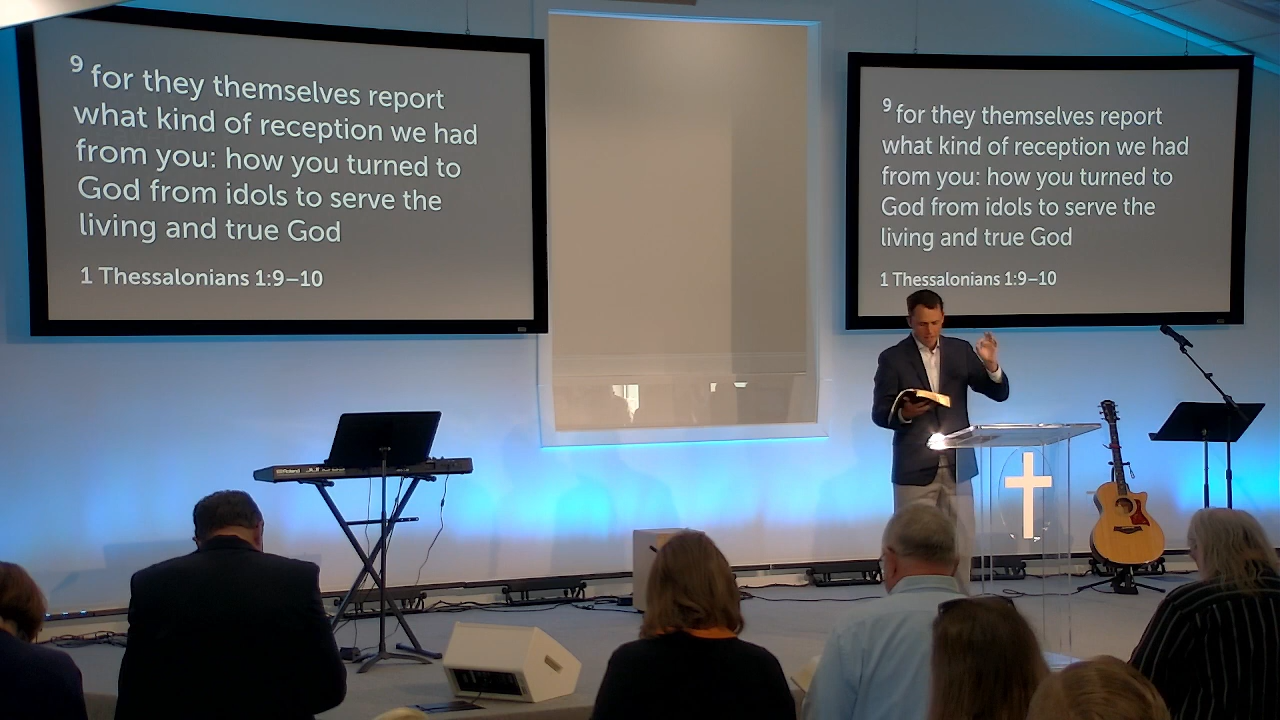 9 for they themselves report
what kind of reception we had
from you: how you turned to
God from idols to serve the
living and true God
1 Thessalonians 1:9–10
9 for they themselves report
what kind of reception we had
from you: how you turned to
God from idols to serve the
living and true God
1 Thessalonians 1:9–10
Roland